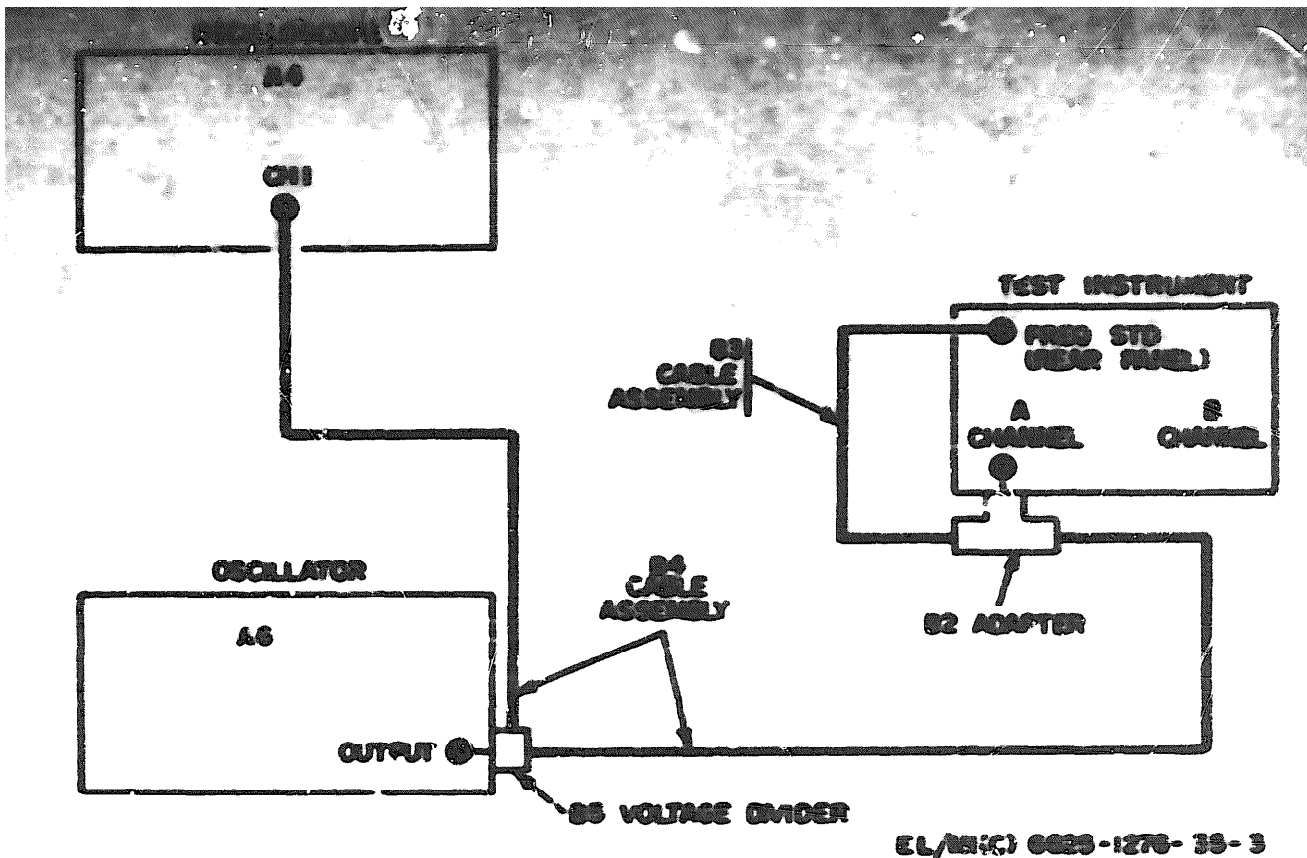 A4
CH1
TEST INSTRUMENT
FREQ STD
(REAR PANEL)
A
CHANNEL
B
CHANNEL
B3
CABLE
ASSEMBLY
OSCILLATOR
A6
B4
CABLE
ASSEMBLY
B2 ADAPTER
OUTPUT
VOLTAGE DIVIDER